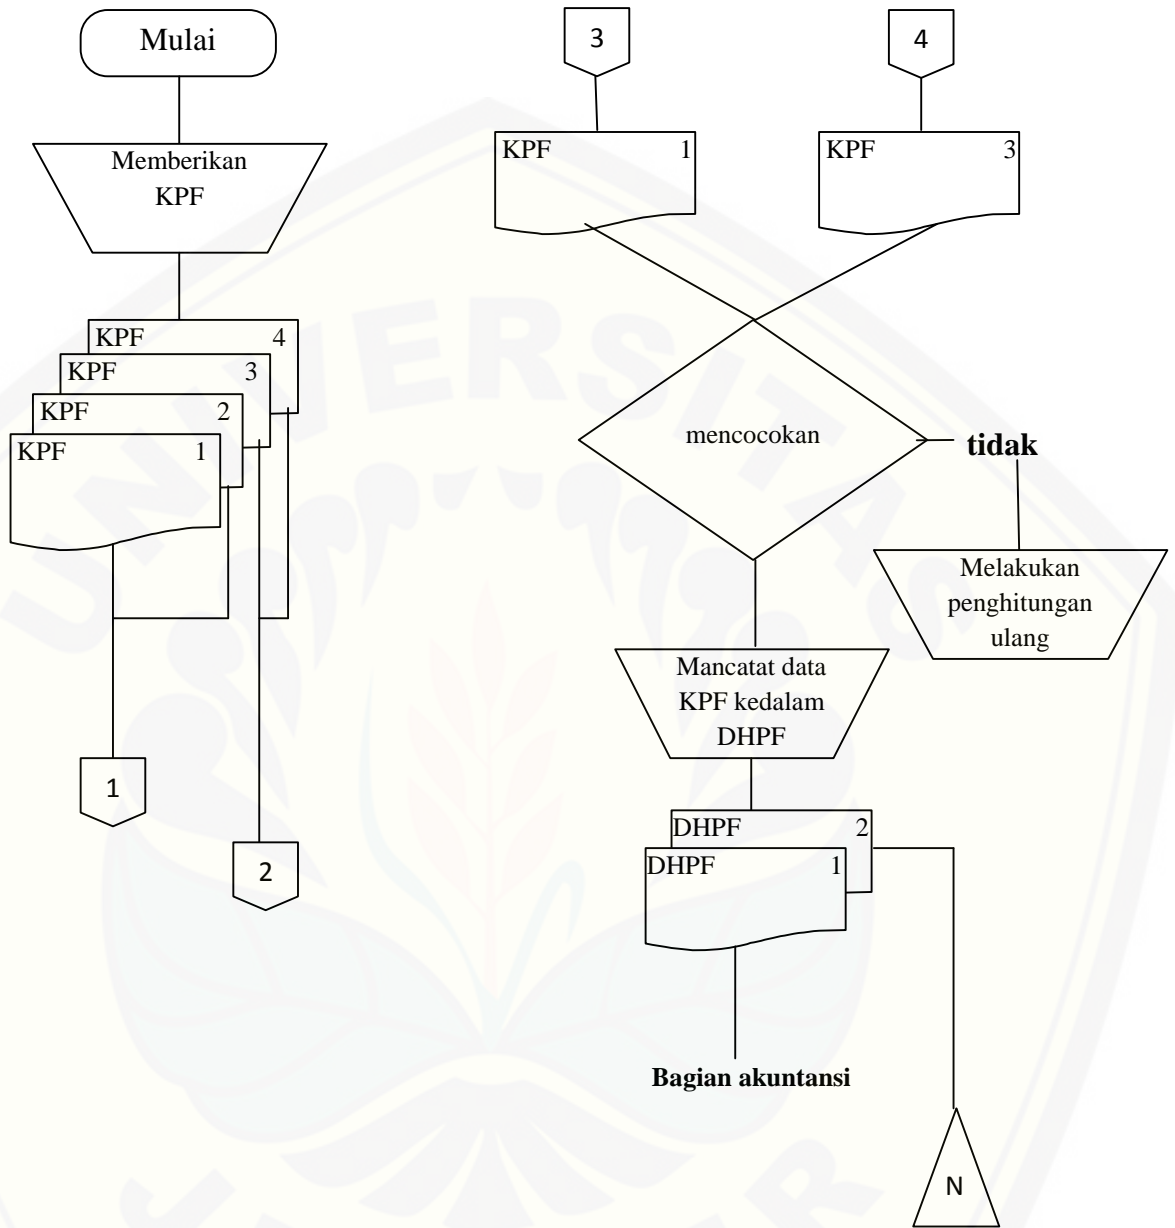 Mulai
Memberikan
KPF
KPF 4
KPF 3
KPF 2
KPF 1
1
2
3
4
KPF 1
KPF 3
mencocokan
tidak
Melakukan
penghitungan
ulang
Mancatat data
KPF kedalam
DHPF
DHPF 2
DHPF 1
Bagian akuntansi
N
UNIVERSITAS